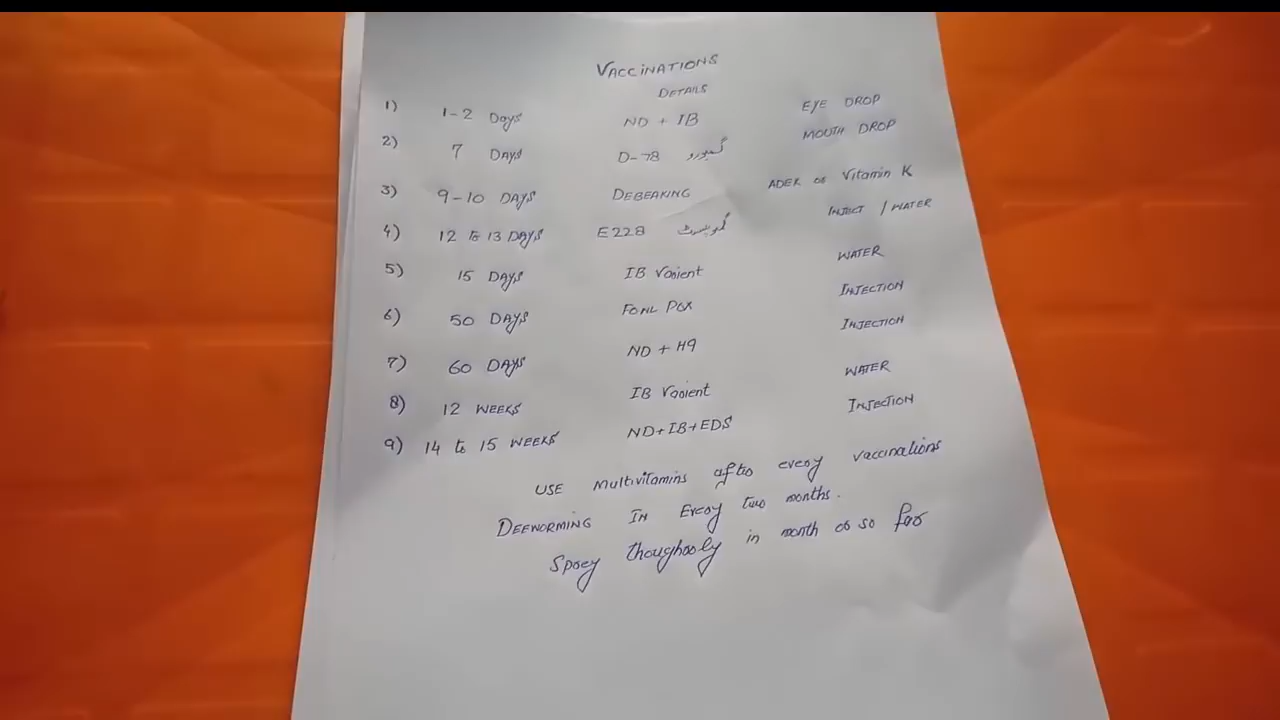 VACCINATIONS
DETAILS
1) 1-2 Days ND + IB EYE DROP
2) 7 DAYS D-78 گمبورو MOUTH DROP
3) 9-10 DAYS DEBEAKING ADEK or Vitamin K
4) 12 to 13 DAYS E228 INJECT / WATER
5) 15 DAYS IB Varient WATER
6) 50 DAYS FOWL POX INJECTION
7) 60 DAYS ND + H9 INJECTION
8) 12 WEEKS IB Varient WATER
9) 14 to 15 WEEKS ND+IB+EDS INJECTION
USE Multivitamins after every vaccinations
DEEWORMING IN Every two months.
Sprey thoughorly in month or so for